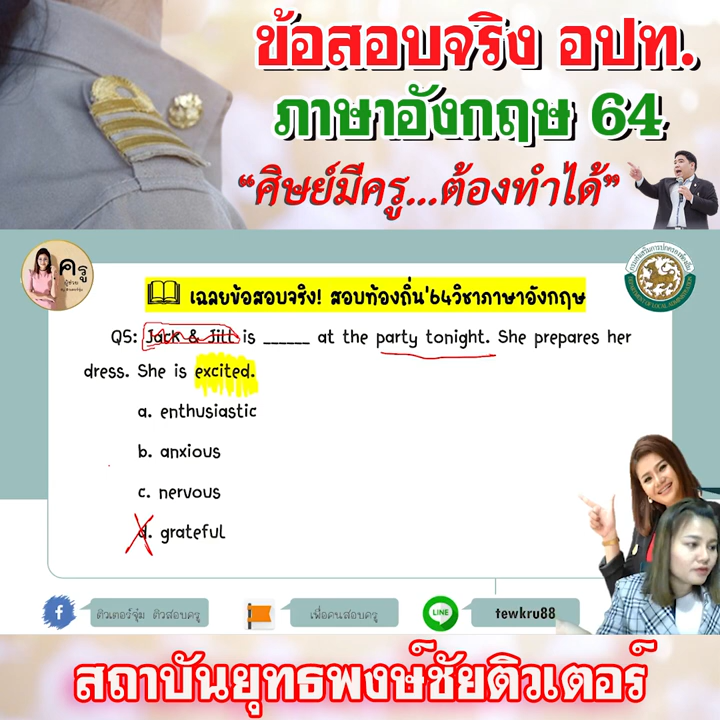 ข้อสอบจริง อปท.
ภาษาอังกฤษ 64
“ศิษย์มีครู...ต้องทำได้”
ครู
เฉลยข้อสอบจริง! สอบท้องถิ่น'64วิชาภาษาอังกฤษ
Q5: Jack & Jill is ______ at the party tonight. She prepares her
dress. She is excited.
a. enthusiastic
b. anxious
c. nervous
d. grateful
ติวเตอร์จุ๋ม ติวสอบครู
เพื่อคนสอบครู
LINE
tewkru88
สถาบันยุทธพงษ์ชัยติวเตอร์